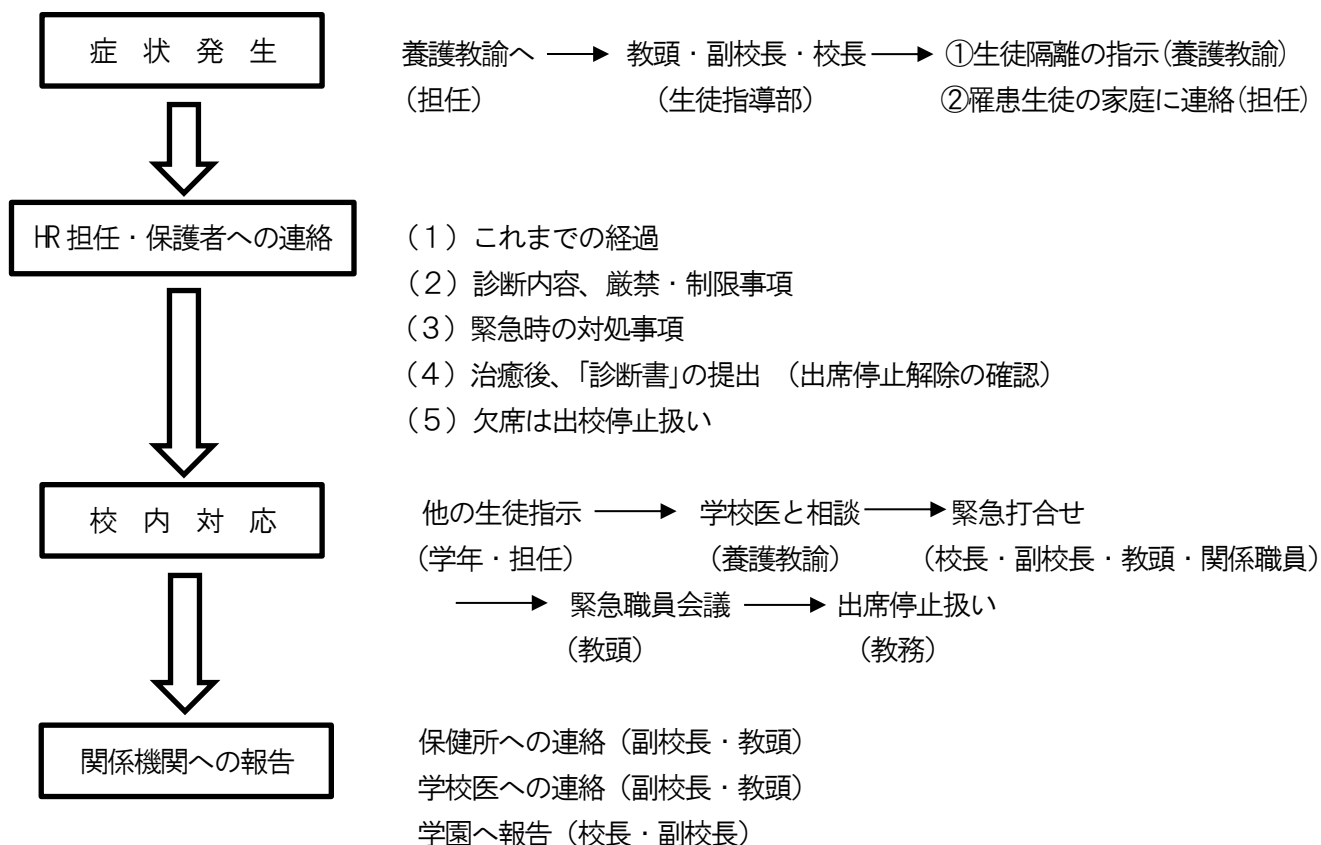 症 状 発 生
養護教諭へ → 教頭・副校長・校長 → ①生徒隔離の指示(養護教諭)
(担任) (生徒指導部) ②罹患生徒の家庭に連絡(担任)
HR 担任・保護者への連絡
(1)これまでの経過
(2)診断内容、厳禁・制限事項
(3)緊急時の対処事項
(4)治癒後、「診断書」の提出 (出席停止解除の確認)
(5)欠席は出校停止扱い
校 内 対 応
他の生徒指示 → 学校医と相談 → 緊急打合せ
(学年・担任) (養護教諭) (校長・副校長・教頭・関係職員)
→ 緊急職員会議 → 出席停止扱い
(教頭) (教務)
関係機関への報告
保健所への連絡(副校長・教頭)
学校医への連絡(副校長・教頭)
学園へ報告(校長・副校長)